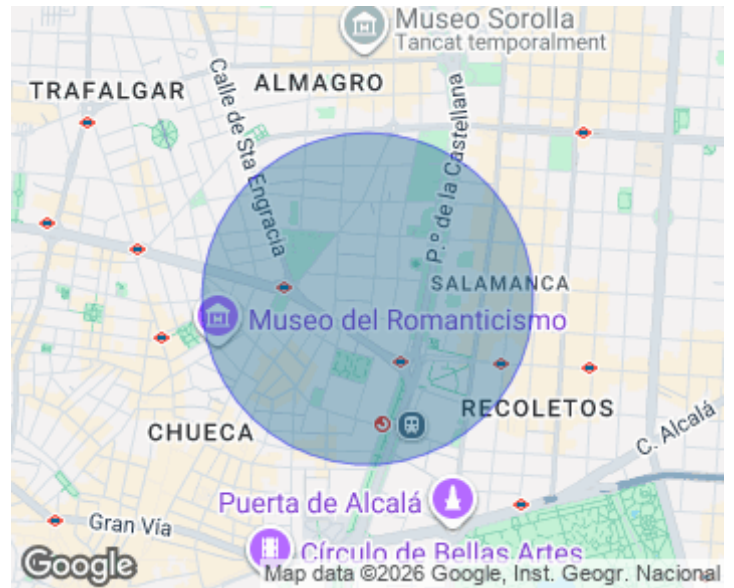 Museo Sorolla
Tancat temporalment
TRAFALGAR
ALMAGRO
Calle de Sta Engracia
P.º de la Castellana
SALAMANCA
Museo del Romanticismo
RECOLETOS
CHUECA
C. Alcalá
Puerta de Alcalá
Gran Vía
Círculo de Bellas Artes
Google
Map data ©2026 Google, Inst. Geogr. Nacional